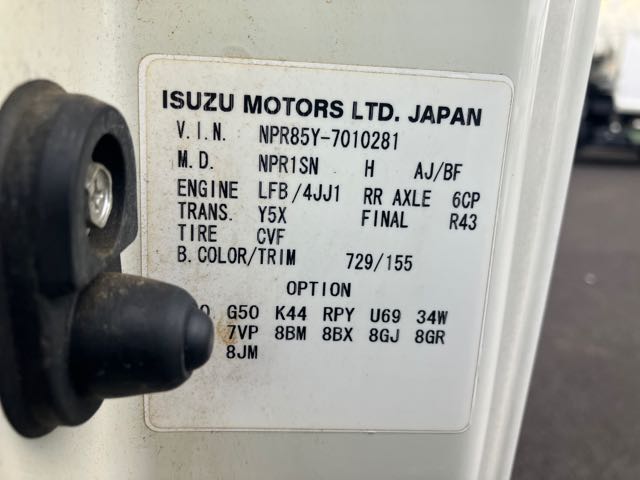 ISUZU MOTORS LTD. JAPAN
V.I.N. NPR85Y-7010281
M.D. NPR1SN H AJ/BF
ENGINE LFB/4JJ1 RR AXLE 6CP
TRANS. Y5X FINAL R43
TIRE CVF
B.COLOR/TRIM 729/155
OPTION
G50 K44 RPY U69 34W
7VP 8BM 8BX 8GJ 8GR
8JM